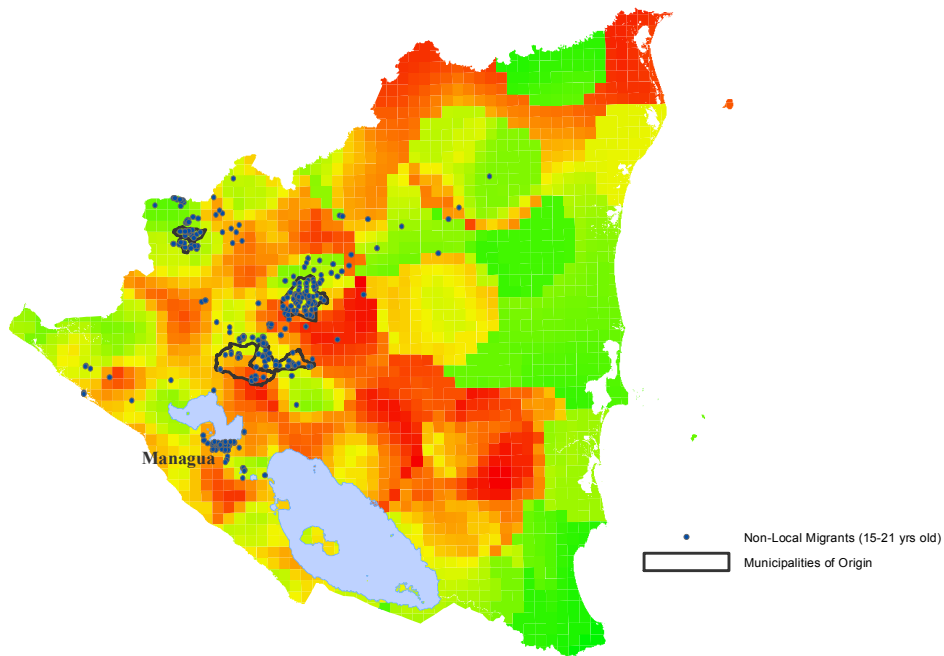 Managua
Non-Local Migrants (15-21 yrs old)
Municipalities of Origin